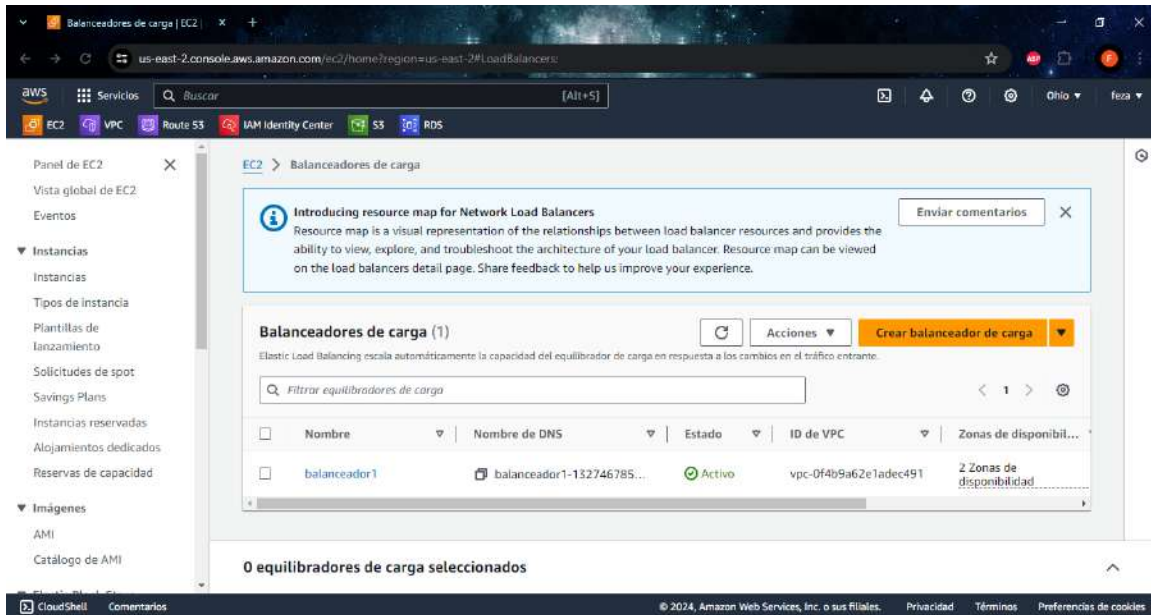 Balanceadores de carga | EC2
us-east-2.console.aws.amazon.com/ec2/home?region=us-east-2#LoadBalancers:
aws Servicios Buscar [Alt+S] Ohio feza
EC2 VPC Route 53 IAM Identity Center S3 RDS
Panel de EC2
Vista global de EC2
Eventos
Instancias
Instancias
Tipos de instancia
Plantillas de
lanzamiento
Solicitudes de spot
Savings Plans
Instancias reservadas
Alojamientos dedicados
Reservas de capacidad
Imágenes
AMI
Catálogo de AMI
EC2 > Balanceadores de carga
Introducing resource map for Network Load Balancers
Resource map is a visual representation of the relationships between load balancer resources and provides the
ability to view, explore, and troubleshoot the architecture of your load balancer. Resource map can be viewed
on the load balancers detail page. Share feedback to help us improve your experience.
Enviar comentarios
Balanceadores de carga (1)
Acciones
Crear balanceador de carga
Elastic Load Balancing escala automáticamente la capacidad del equilibrador de carga en respuesta a los cambios en el tráfico entrante.
Filtrar equilibradores de carga
< 1 >
Nombre Nombre de DNS Estado ID de VPC Zonas de disponibil...
balanceador1 balanceador1-132746785... Activo vpc-0f4b9a62e1adec491 2 Zonas de
disponibilidad
0 equilibradores de carga seleccionados
CloudShell Comentarios © 2024, Amazon Web Services, Inc. o sus filiales. Privacidad Términos Preferencias de cookies